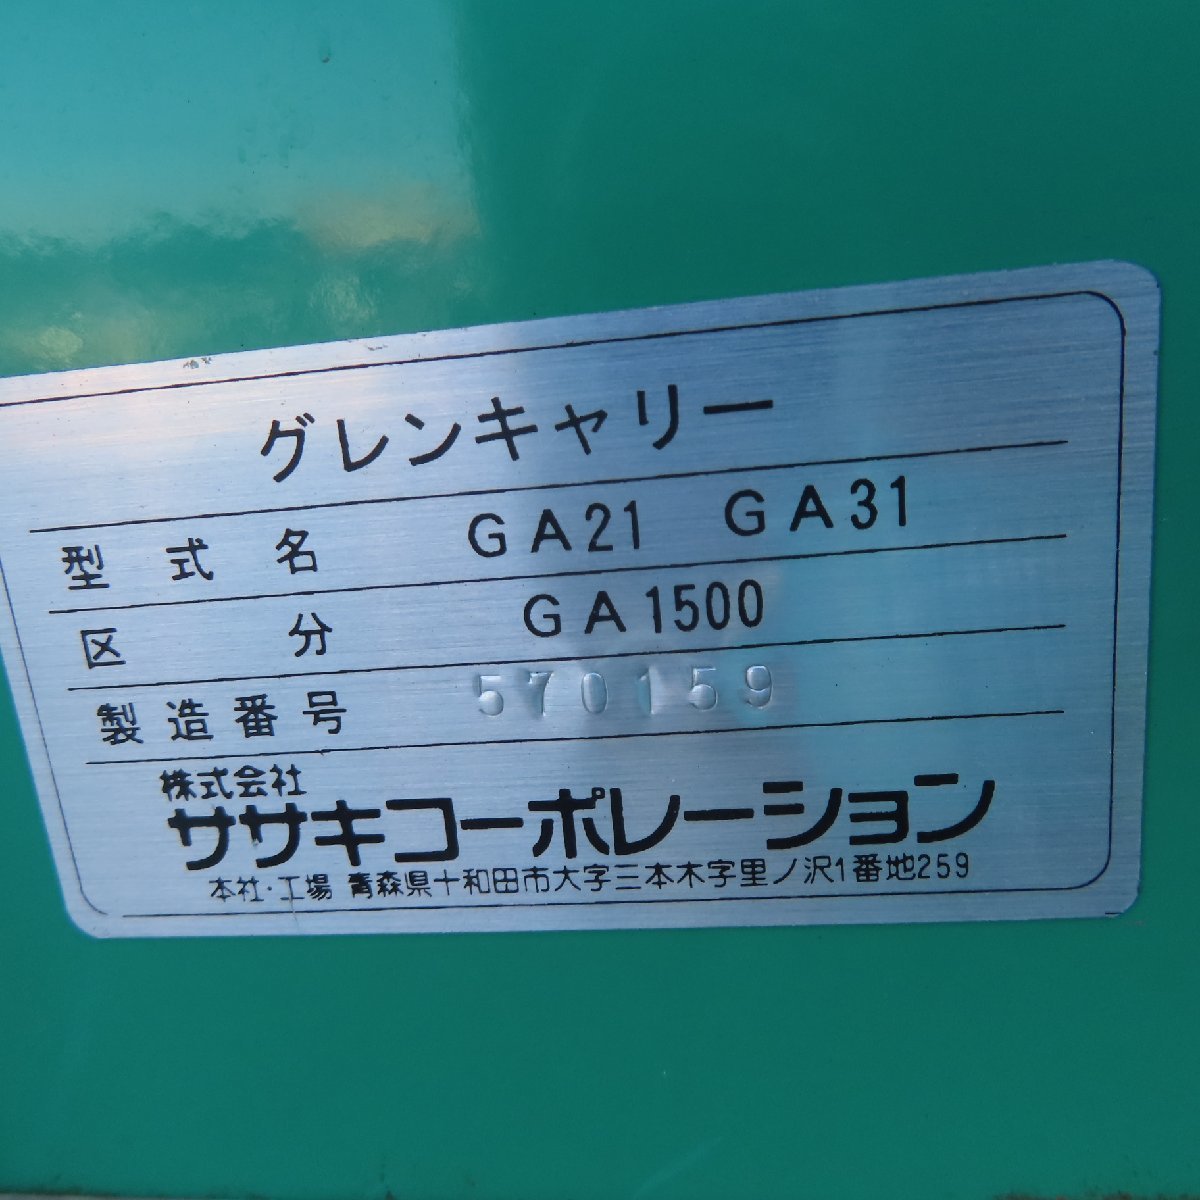 グレンキャリー
型式名 GA21 GA31
区分 GA1500
製造番号 570159
株式会社
ササキコーポレーション
本社・工場 青森県十和田市大字三本木字里ノ沢1番地259